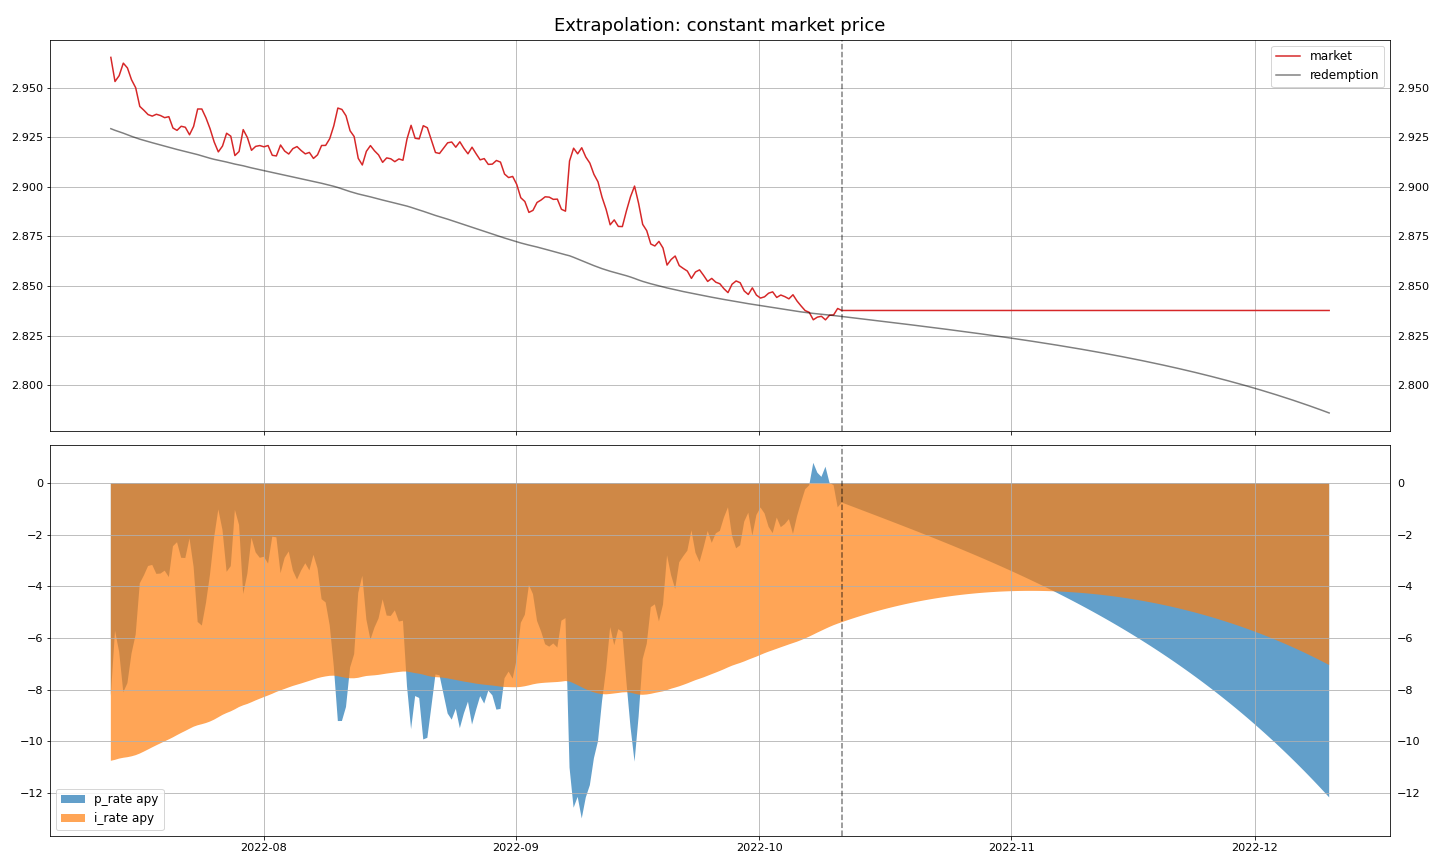 Extrapolation: constant market price
market
redemption
2.950 2.950
2.925 2.925
2.900 2.900
2.875 2.875
2.850 2.850
2.825 2.825
2.800 2.800
0 0
−2 −2
−4 −4
−6 −6
−8 −8
−10 −10
−12 −12
p_rate apy
i_rate apy
2022-08 2022-09 2022-10 2022-11 2022-12